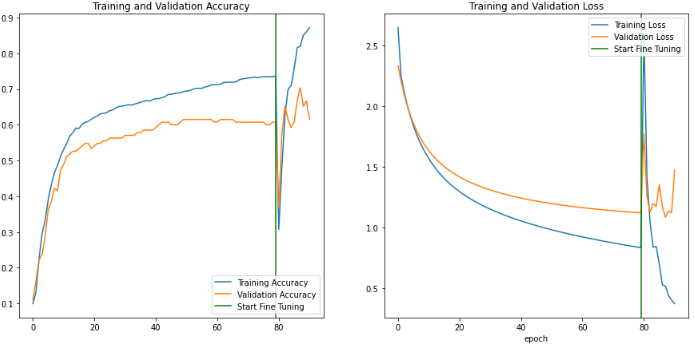 Training and Validation Accuracy
0.9
0.8
0.7
0.6
0.5
0.4
0.3
0.2
0.1
0
20
40
60
80
Training Accuracy
Validation Accuracy
Start Fine Tuning
Training and Validation Loss
2.5
2.0
1.5
1.0
0.5
0
20
40
60
80
epoch
Training Loss
Validation Loss
Start Fine Tuning